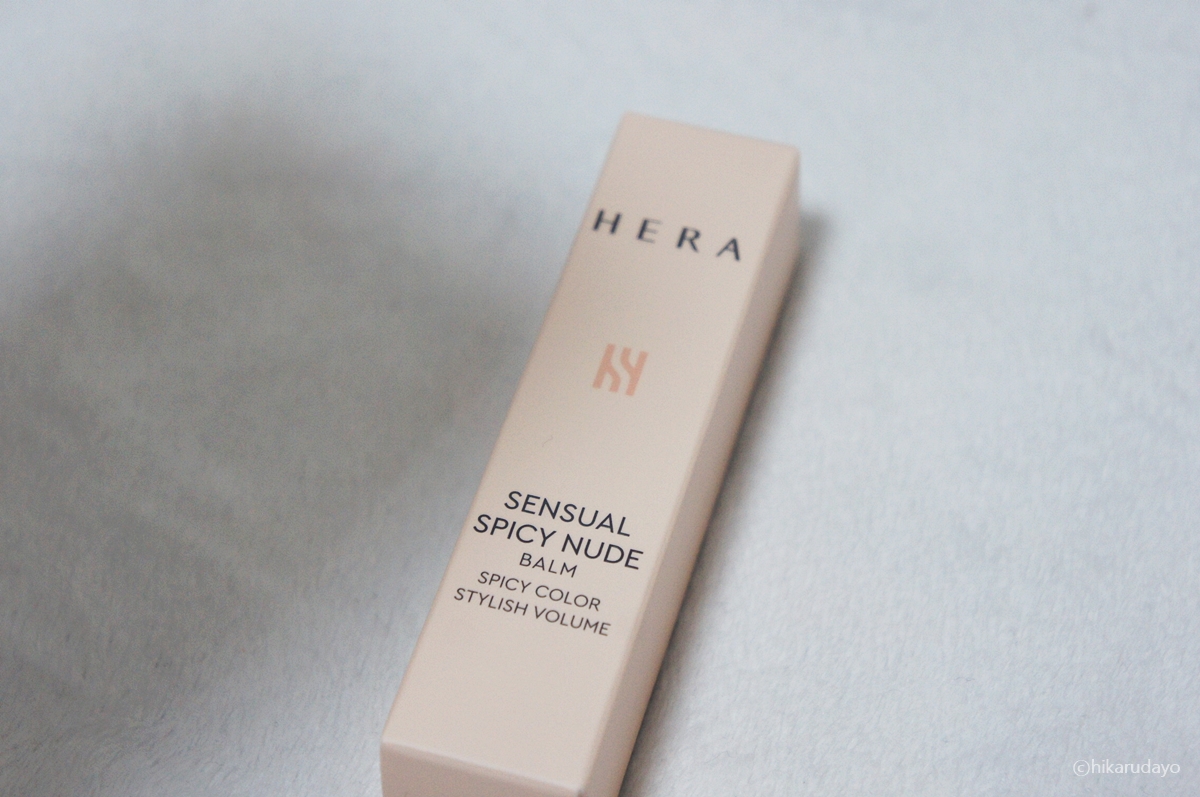 HERA
SENSUAL
SPICY NUDE
BALM
SPICY COLOR
STYLISH VOLUME
©hikarudayo